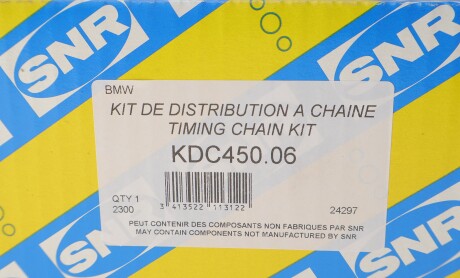 SNR
SNR
BMW
KIT DE DISTRIBUTION A CHAINE
TIMING CHAIN KIT
KDC450.06
QTY 1
2300
3 413522 113122
24297
PEUT CONTENIR DES COMPOSANTS NON FABRIQUES PAR SNR
MAY CONTAIN COMPONENTS NOT MANUFACTURED BY SNR
SNR
SNR